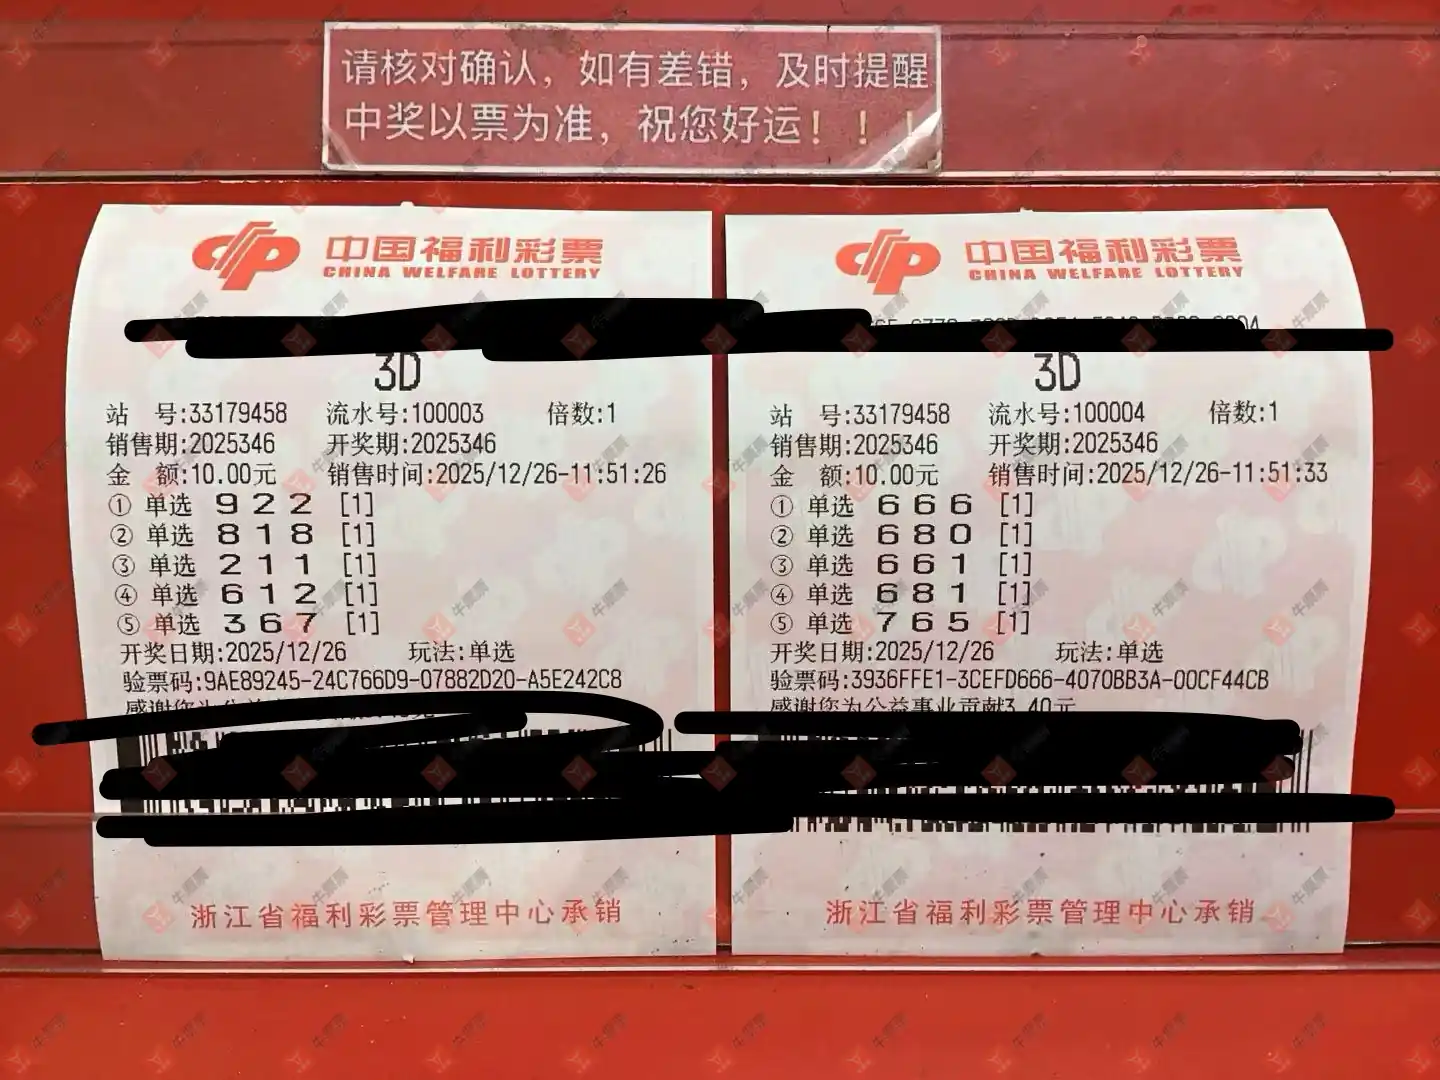 请核对确认，如有差错，及时提醒
中奖以票为准，祝您好运！！！
中国福利彩票
CHINA WELFARE LOTTERY
3D
站 号:33179458 流水号:100003 倍数:1
销售期:2025346 开奖期:2025346
金 额:10.00元 销售时间:2025/12/26-11:51:26
① 单选 9 2 2 [1]
② 单选 8 1 8 [1]
③ 单选 2 1 1 [1]
④ 单选 6 1 2 [1]
⑤ 单选 3 6 7 [1]
开奖日期:2025/12/26 玩法:单选
验票码:9AE89245-24C766D9-07882D20-A5E242C8
感谢您为公益
浙江省福利彩票管理中心承销
中国福利彩票
CHINA WELFARE LOTTERY
3D
站 号:33179458 流水号:100004 倍数:1
销售期:2025346 开奖期:2025346
金 额:10.00元 销售时间:2025/12/26-11:51:33
① 单选 6 6 6 [1]
② 单选 6 8 0 [1]
③ 单选 6 6 1 [1]
④ 单选 6 8 1 [1]
⑤ 单选 7 6 5 [1]
开奖日期:2025/12/26 玩法:单选
验票码:3936FFE1-3CEFD666-4070BB3A-00CF44CB
感谢您为公益事业贡献3.40元
浙江省福利彩票管理中心承销